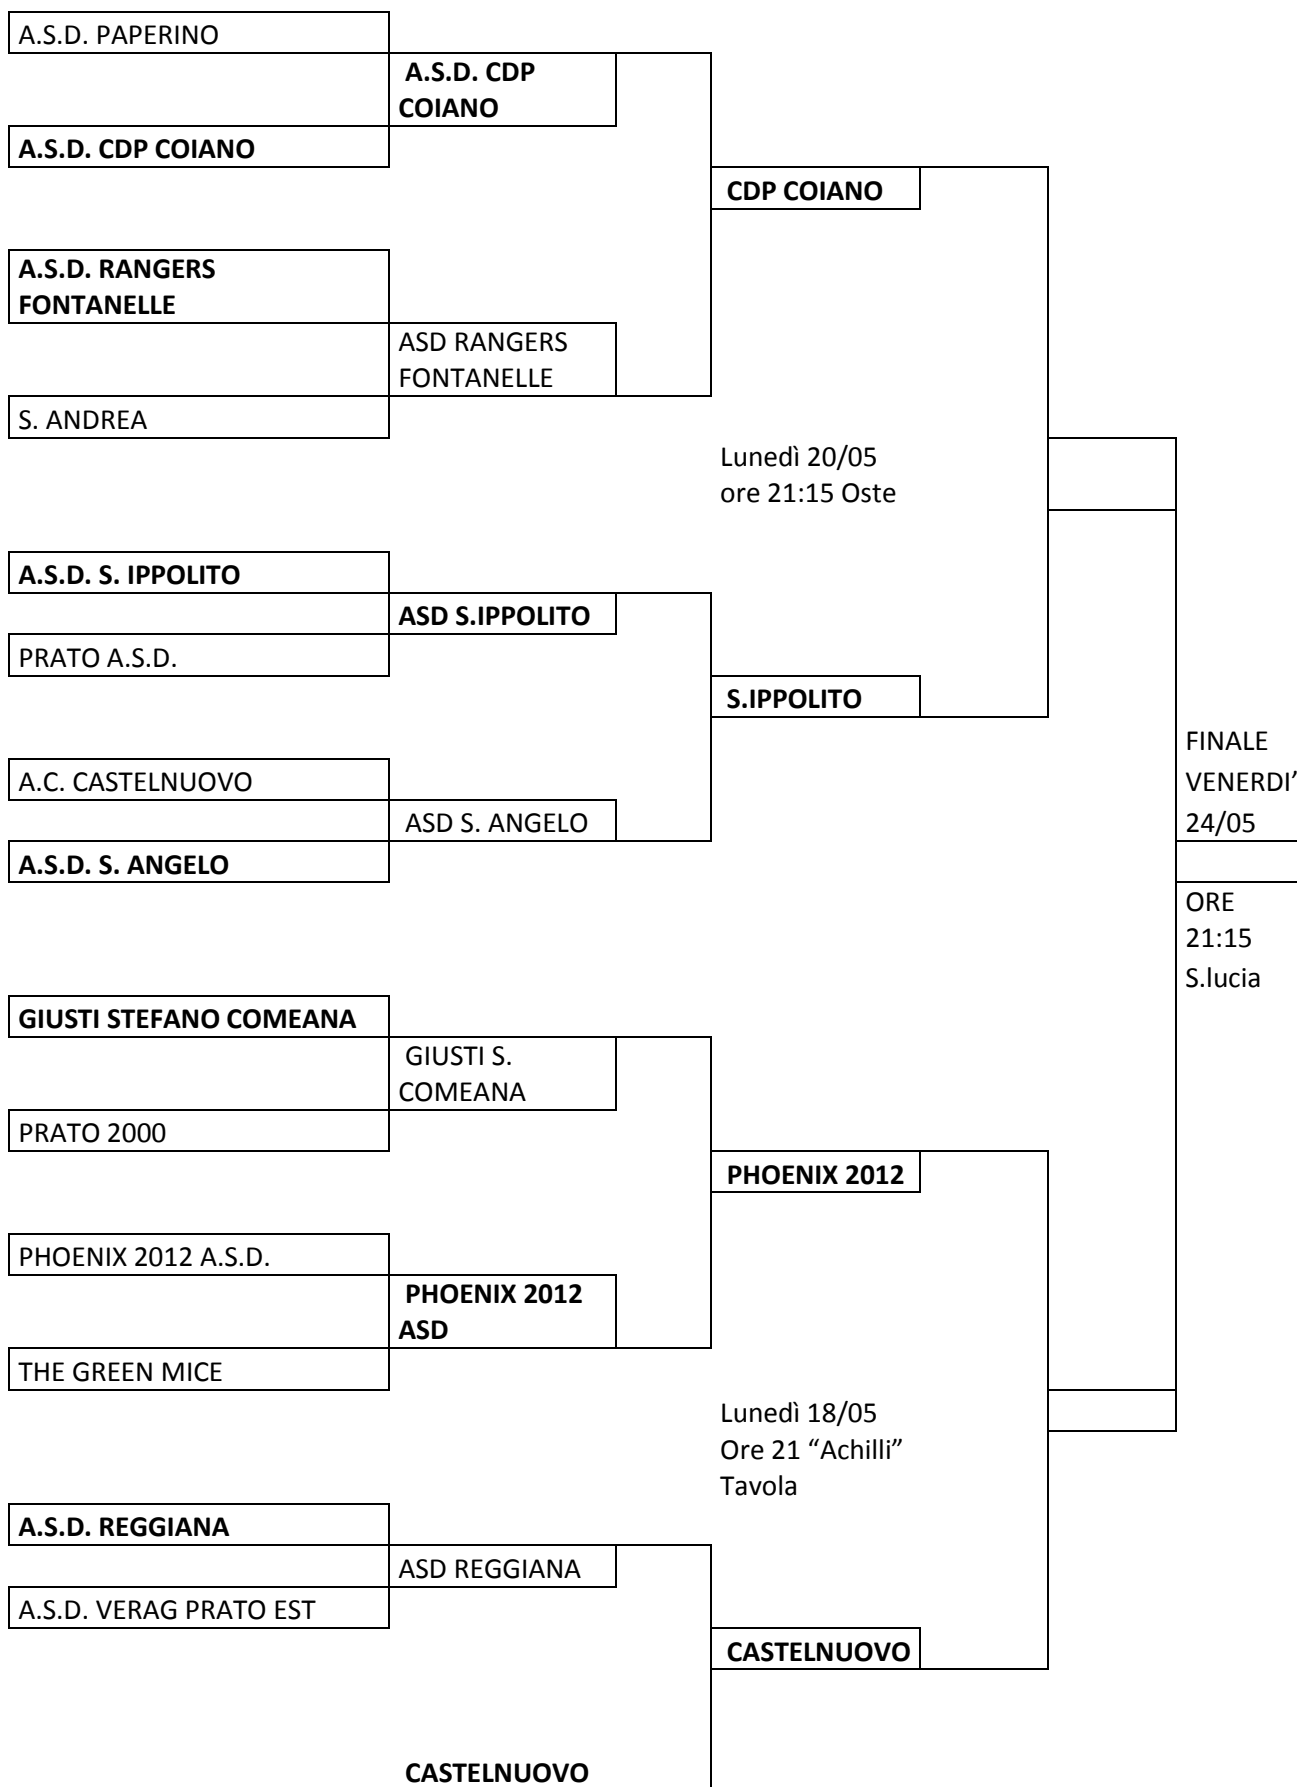 A.S.D. PAPERINO
A.S.D. CDP
COIANO
A.S.D. CDP COIANO
CDP COIANO
A.S.D. RANGERS
FONTANELLE
ASD RANGERS
FONTANELLE
S. ANDREA
Lunedì 20/05
ore 21:15 Oste
A.S.D. S. IPPOLITO
ASD S.IPPOLITO
PRATO A.S.D.
S.IPPOLITO
FINALE
VENERDI'
24/05
A.C. CASTELNUOVO
ASD S. ANGELO
A.S.D. S. ANGELO
ORE
21:15
S.lucia
GIUSTI STEFANO COMEANA
GIUSTI S.
COMEANA
PRATO 2000
PHOENIX 2012
PHOENIX 2012 A.S.D.
PHOENIX 2012
ASD
THE GREEN MICE
Lunedì 18/05
Ore 21 “Achilli”
Tavola
A.S.D. REGGIANA
ASD REGGIANA
A.S.D. VERAG PRATO EST
CASTELNUOVO
CASTELNUOVO